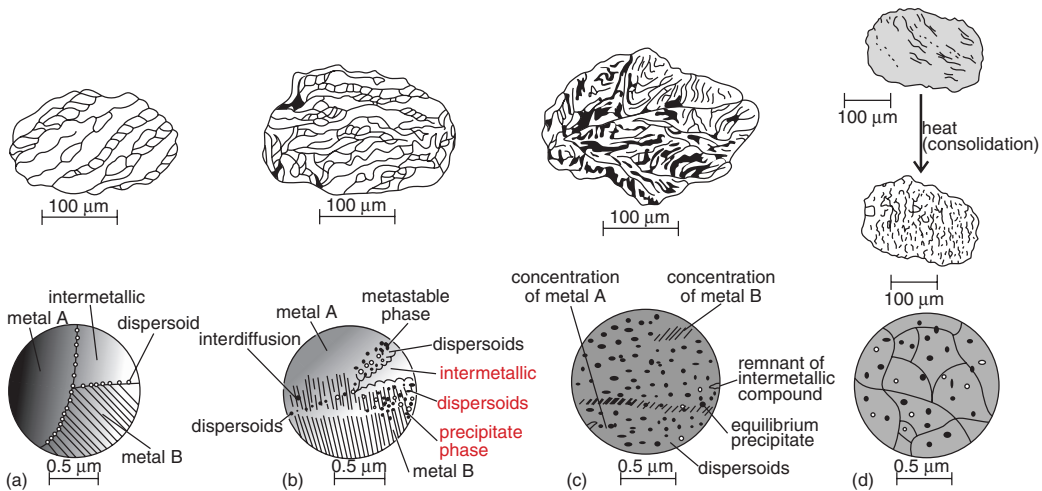 100 μm
100 μm
100 μm
100 μm
heat
(consolidation)
100 μm
intermetallic
metal A
dispersoid
metal B
(a)
0.5 μm
metastable
phase
metal A
interdiffusion
dispersoids
intermetallic
dispersoids
dispersoids
precipitate
phase
metal B
(b)
0.5 μm
concentration
of metal A
concentration
of metal B
remnant of
intermetallic
compound
equilibrium
precipitate
dispersoids
(c)
0.5 μm
(d)
0.5 μm